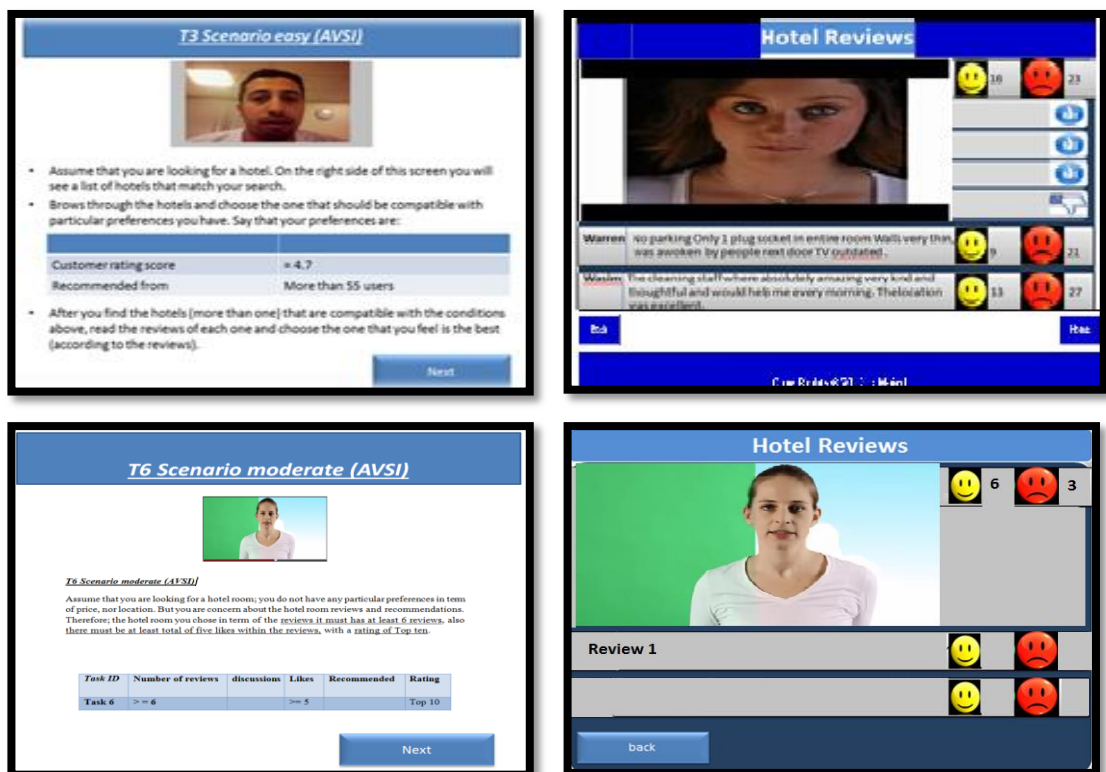 T3 Scenario easy (AVSI)
• Assume that you are looking for a hotel. On the right side of this screen you will
see a list of hotels that match your search.
• Brows through the hotels and choose the one that should be compatible with
particular preferences you have. Say that your preferences are:
Customer rating score = 4.7
Recommended from More than 55 users
• After you find the hotels (more than one) that are compatible with the conditions
above, read the reviews of each one and choose the one that you feel is the best
(according to the reviews).
Next
Hotel Reviews
23
Warren No parking Only 1 plug socket in entire room Walls very thin,
was awoken by people next door TV outdated. 9 21
The cleaning staff where absolutely amazing very kind and
thoughtful and would help me every morning. Thelocation
was excellent. 13 27
T6 Scenario moderate (AVSI)
T6 Scenario moderate (AVSI)
Assume that you are looking for a hotel room; you do not have any particular preferences in term
of price, nor location. But you are concern about the hotel room reviews and recommendations.
Therefore; the hotel room you chose in term of the reviews it must has at least 6 reviews, also
there must be at least total of five likes within the reviews, with a rating of Top ten.
Task ID Number of reviews discussions Likes Recommended Rating
Task 6 > = 6 >= 5 Top 10
Next
Hotel Reviews
6 3
Review 1
back